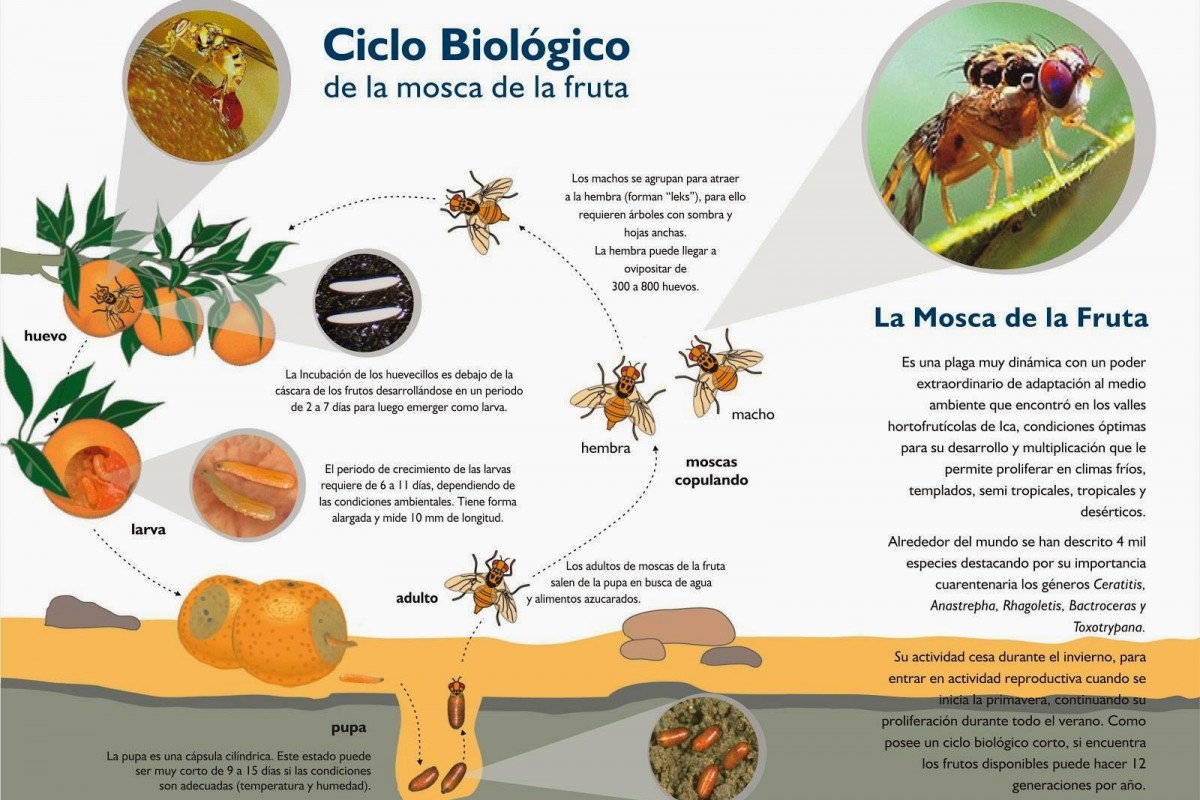 Ciclo Biológico
de la mosca de la fruta
Los machos se agrupan para atraer
a la hembra (forman “leks”), para ello
requieren árboles con sombra y
hojas anchas.
La hembra puede llegar a
ovipositar de
300 a 800 huevos.
huevo
La Incubación de los huevecillos es debajo de la
cáscara de los frutos desarrollándose en un periodo
de 2 a 7 días para luego emerger como larva.
macho
hembra
moscas
copulando
El periodo de crecimiento de las larvas
requiere de 6 a 11 días, dependiendo de
las condiciones ambientales. Tiene forma
alargada y mide 10 mm de longitud.
larva
Los adultos de moscas de la fruta
salen de la pupa en busca de agua
y alimentos azucarados.
adulto
pupa
La pupa es una cápsula cilíndrica. Este estado puede
ser muy corto de 9 a 15 días si las condiciones
son adecuadas (temperatura y humedad).
La Mosca de la Fruta
Es una plaga muy dinámica con un poder
extraordinario de adaptación al medio
ambiente que encontró en los valles
hortofrutícolas de Ica, condiciones óptimas
para su desarrollo y multiplicación que le
permite proliferar en climas fríos,
templados, semi tropicales, tropicales y
desérticos.
Alrededor del mundo se han descrito 4 mil
especies destacando por su importancia
cuarentenaria los géneros Ceratitis,
Anastrepha, Rhagoletis, Bactroceras y
Toxotrypana.
Su actividad cesa durante el invierno, para
entrar en actividad reproductiva cuando se
inicia la primavera, continuando su
proliferación durante todo el verano. Como
posee un ciclo biológico corto, si encuentra
los frutos disponibles puede hacer 12
generaciones por año.